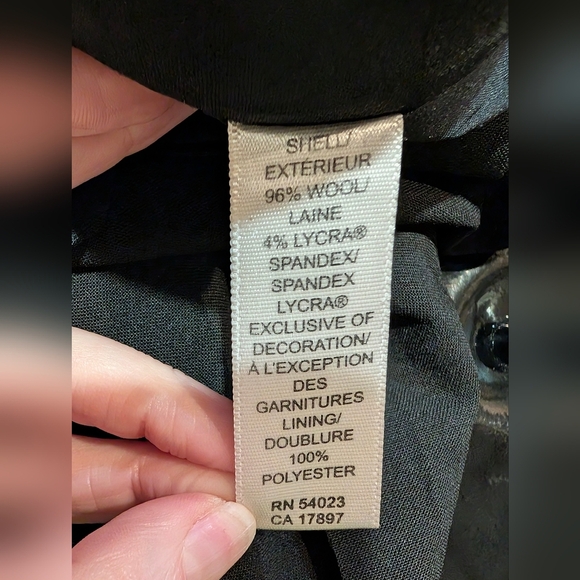 SHELL/
EXTÉRIEUR
96% WOOL/
LAINE
4% LYCRA®
SPANDEX/
SPANDEX
LYCRA®
EXCLUSIVE OF
DECORATION/
À L'EXCEPTION
DES
GARNITURES
LINING/
DOUBLURE
100%
POLYESTER
RN 54023
CA 17897